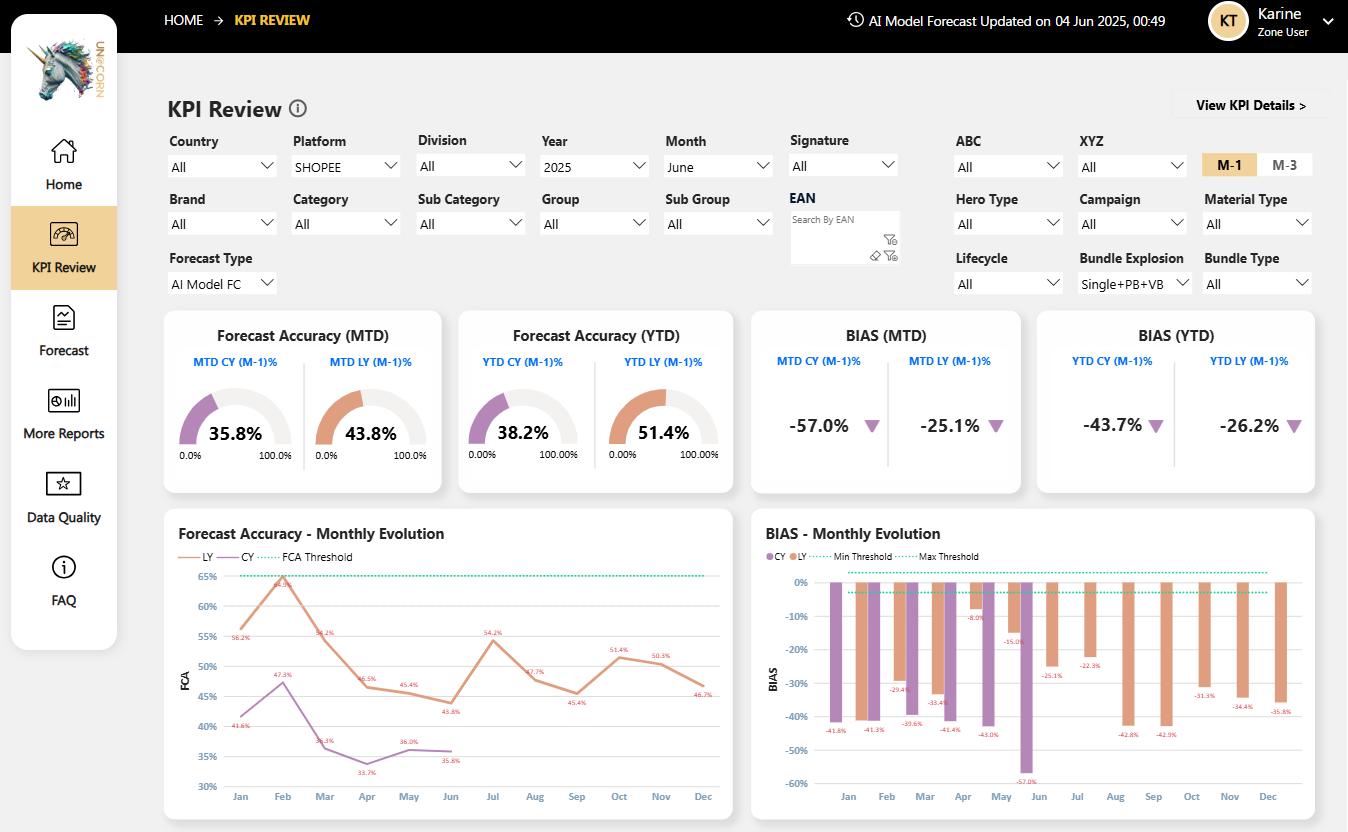 HOME → KPI REVIEW
AI Model Forecast Updated on 04 Jun 2025, 00:49
KT
Karine
Zone User
UN!CORN
Home
KPI Review
Forecast
More Reports
Data Quality
FAQ
KPI Review
View KPI Details >
Country Platform Division Year Month Signature ABC XYZ
All SHOPEE All 2025 June All All All M-1 M-3
Brand Category Sub Category Group Sub Group EAN Hero Type Campaign Material Type
All All All All All Search By EAN All All All
Forecast Type Lifecycle Bundle Explosion Bundle Type
AI Model FC All Single+PB+VB All
Forecast Accuracy (MTD)
MTD CY (M-1)% MTD LY (M-1)%
35.8% 43.8%
0.0% 100.0% 0.0% 100.0%
Forecast Accuracy (YTD)
YTD CY (M-1)% YTD LY (M-1)%
38.2% 51.4%
0.00% 100.00% 0.00% 100.00%
BIAS (MTD)
MTD CY (M-1)% MTD LY (M-1)%
-57.0% -25.1%
BIAS (YTD)
YTD CY (M-1)% YTD LY (M-1)%
-43.7% -26.2%
Forecast Accuracy - Monthly Evolution
LY CY FCA Threshold
FCA
65%
60%
55%
50%
45%
40%
35%
30%
56.2% 64.9% 54.2% 46.5% 45.4% 43.8% 54.2% 47.7% 45.4% 51.4% 50.3% 46.7%
41.6% 47.3% 36.3% 33.7% 36.0% 35.8%
Jan Feb Mar Apr May Jun Jul Aug Sep Oct Nov Dec
BIAS - Monthly Evolution
CY LY Min Threshold Max Threshold
BIAS
0%
-10%
-20%
-30%
-40%
-50%
-60%
-41.8% -41.3% -29.4% -39.6% -33.4% -41.4% -8.0% -43.0% -15.0% -57.0% -25.1% -22.3% -42.8% -42.9% -31.3% -34.4% -35.8%
Jan Feb Mar Apr May Jun Jul Aug Sep Oct Nov Dec